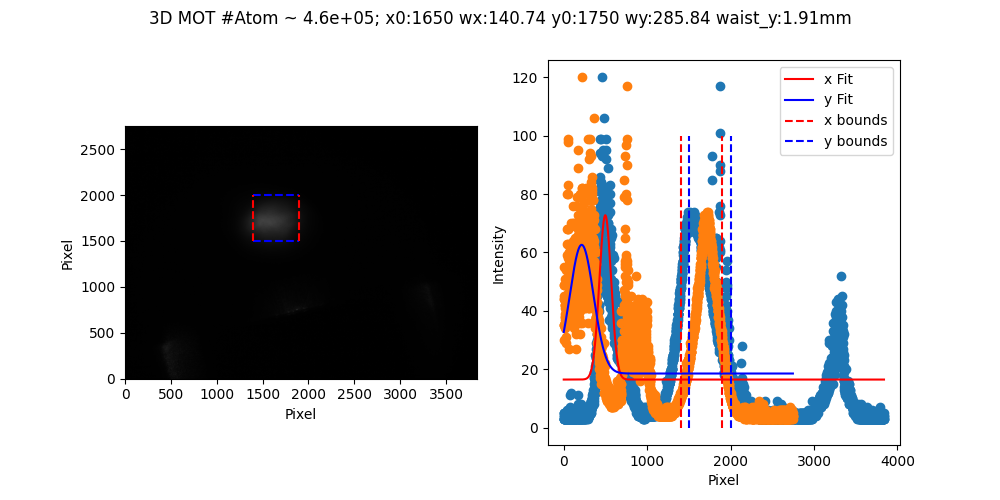 3D MOT #Atom ~ 4.6e+05; x0:1650 wx:140.74 y0:1750 wy:285.84 waist_y:1.91mm
Pixel
2500
2000
1500
1000
500
0
0 500 1000 1500 2000 2500 3000 3500
Pixel
Intensity
120
100
80
60
40
20
0
0 1000 2000 3000 4000
Pixel
x Fit
y Fit
x bounds
y bounds